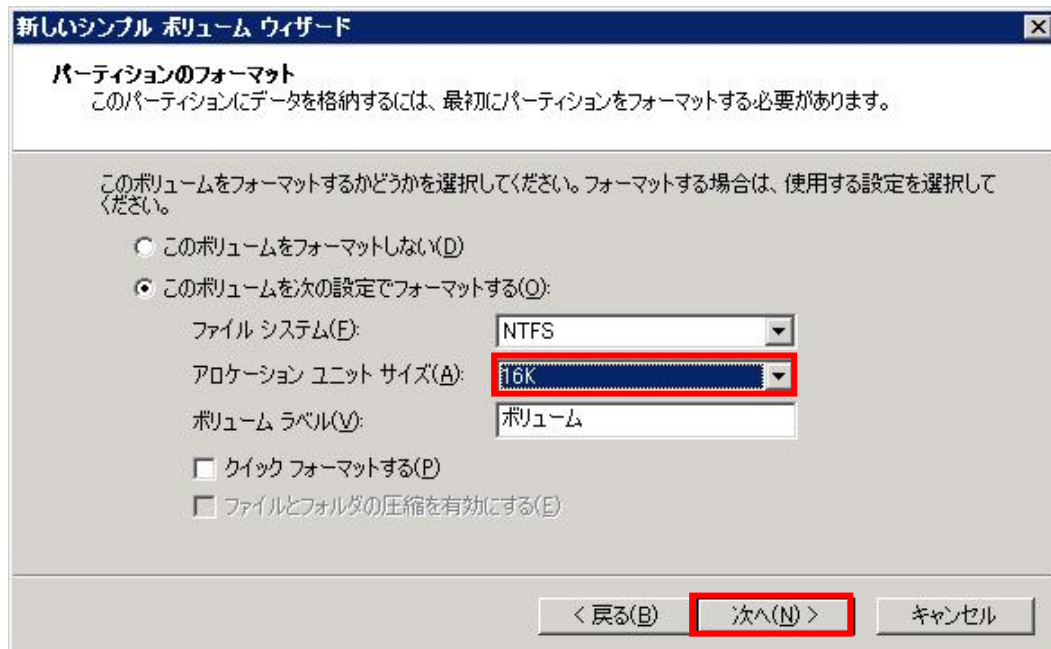 新しいシンプル ボリューム ウィザード
パーティションのフォーマット
このパーティションにデータを格納するには、最初にパーティションをフォーマットする必要があります。
このボリュームをフォーマットするかどうかを選択してください。フォーマットする場合は、使用する設定を選択して
ください。
このボリュームをフォーマットしない(D)
このボリュームを次の設定でフォーマットする(O):
ファイル システム(F): NTFS
アロケーション ユニット サイズ(A): 16K
ボリューム ラベル(V): ボリューム
クイック フォーマットする(P)
ファイルとフォルダの圧縮を有効にする(E)
< 戻る(B) 次へ(N) > キャンセル